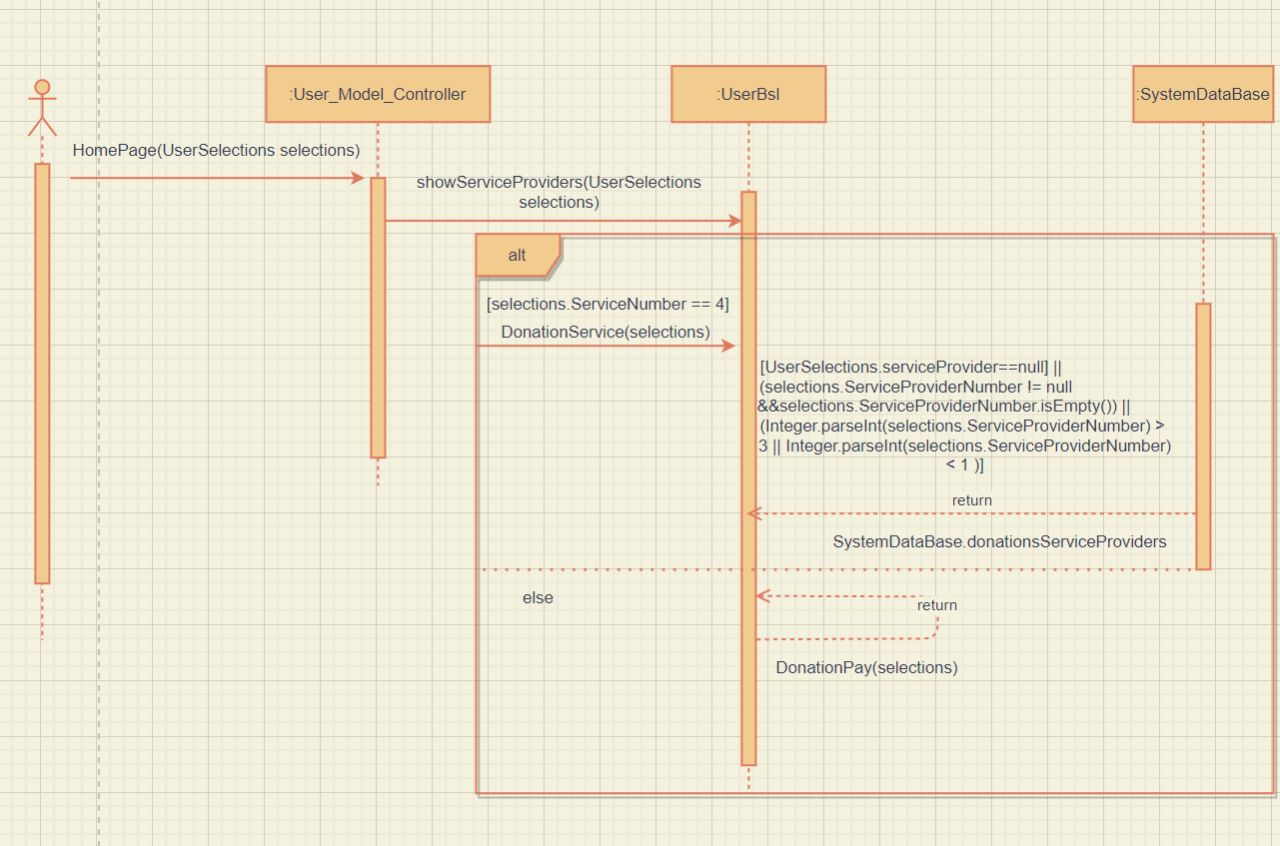 :User_Model_Controller
:UserBsl
:SystemDataBase
HomePage(UserSelections selections)
showServiceProviders(UserSelections
selections)
alt
[selections.ServiceNumber == 4]
DonationService(selections)
[UserSelections.serviceProvider==null] ||
(selections.ServiceProviderNumber != null
&&selections.ServiceProviderNumber.isEmpty()) ||
(Integer.parseInt(selections.ServiceProviderNumber) >
3 || Integer.parseInt(selections.ServiceProviderNumber)
< 1 )]
return
SystemDataBase.donationsServiceProviders
else
return
DonationPay(selections)